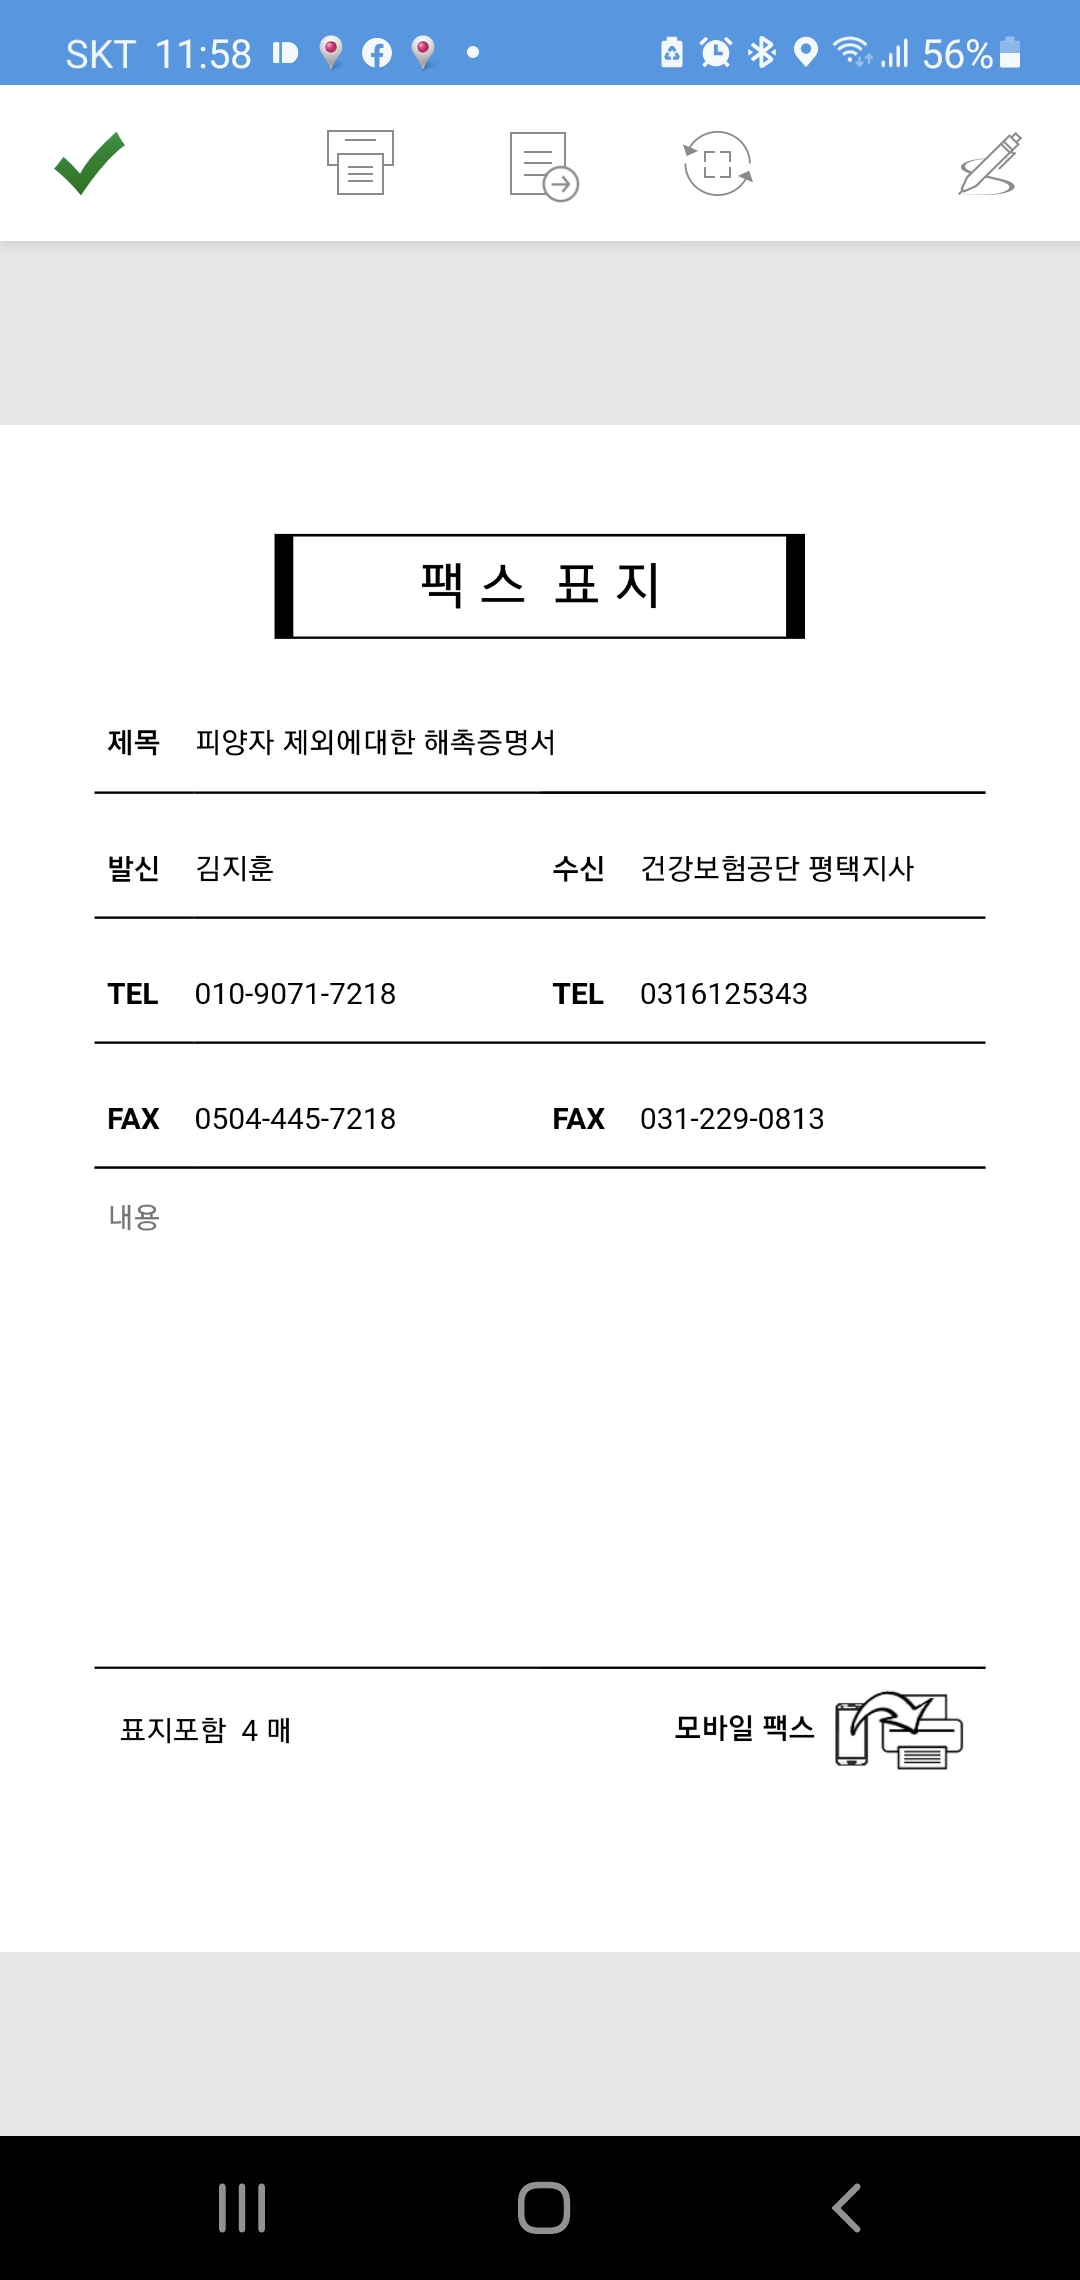 SKT 11:58 56%
팩 스 표 지
제목 피양자 제외에대한 해촉증명서
발신 김지훈 수신 건강보험공단 평택지사
TEL 010-9071-7218 TEL 0316125343
FAX 0504-445-7218 FAX 031-229-0813
내용
표지포함 4 매 모바일 팩스